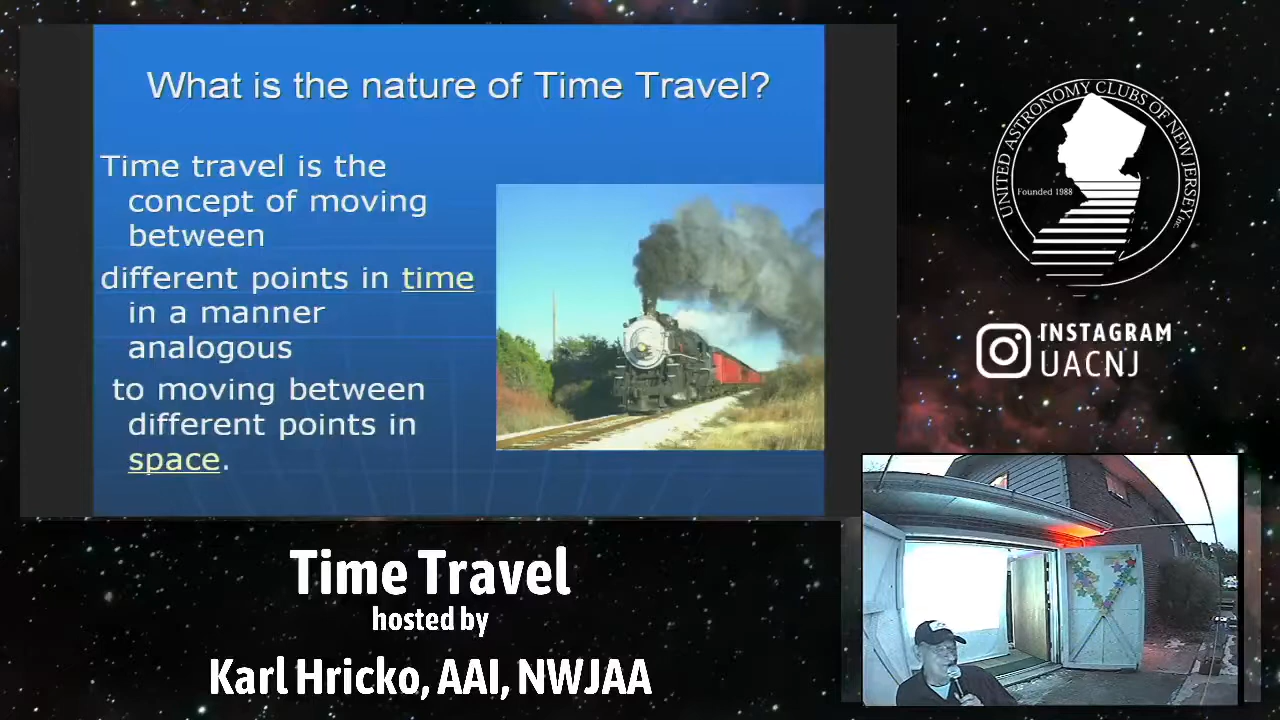 What is the nature of Time Travel?
Time travel is the
concept of moving
between
different points in time
in a manner
analogous
to moving between
different points in
space.
UNITED ASTRONOMY CLUBS OF NEW JERSEY, Inc.
Founded 1988
INSTAGRAM
UACNJ
Time Travel
hosted by
Karl Hricko, AAI, NWJAA